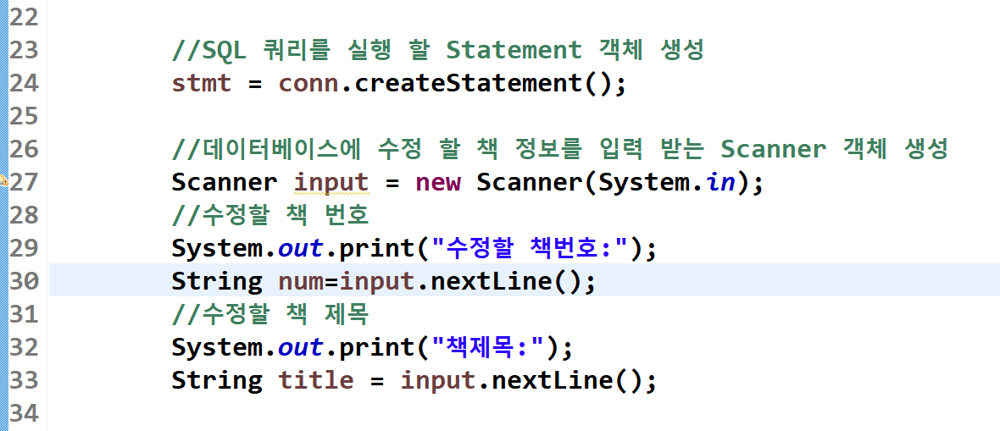 22
23 //SQL 쿼리를 실행 할 Statement 객체 생성
24 stmt = conn.createStatement();
25
26 //데이터베이스에 수정 할 책 정보를 입력 받는 Scanner 객체 생성
27 Scanner input = new Scanner(System.in);
28 //수정할 책 번호
29 System.out.print("수정할 책번호:");
30 String num=input.nextLine();
31 //수정할 책 제목
32 System.out.print("책제목:");
33 String title = input.nextLine();
34